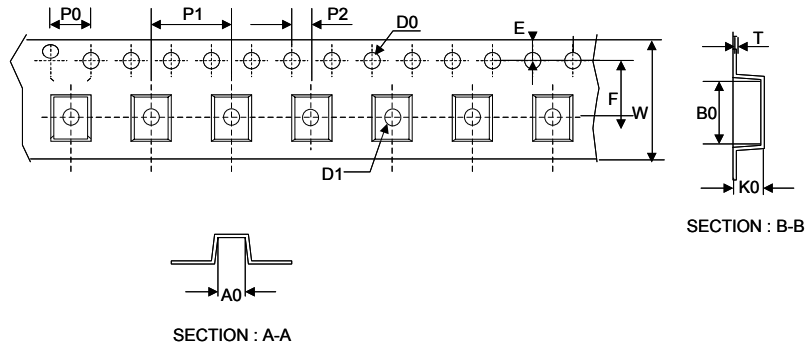 P0
P1
P2
D0
E
T
F
W
B0
D1
K0
SECTION : B-B
A0
SECTION : A-A